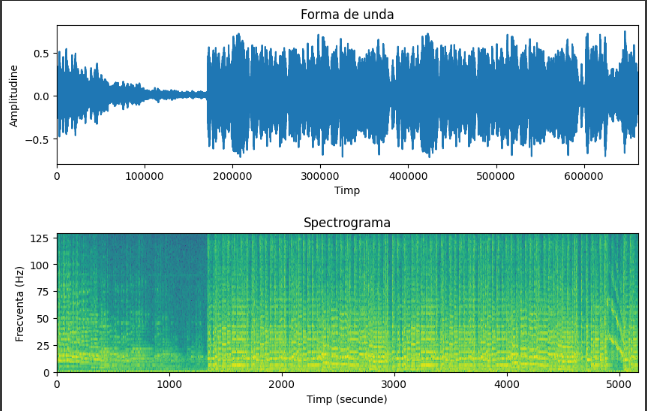 Forma de unda
Amplitudine
0.5
0.0
−0.5
0 100000 200000 300000 400000 500000 600000
Timp
Spectrograma
Frecventa (Hz)
125
100
75
50
25
0
0 1000 2000 3000 4000 5000
Timp (secunde)